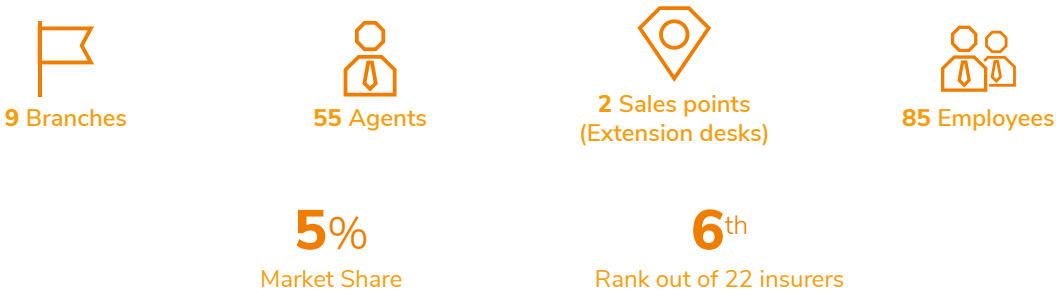 9 Branches
55 Agents
2 Sales points
(Extension desks)
85 Employees
5%
Market Share
6th
Rank out of 22 insurers